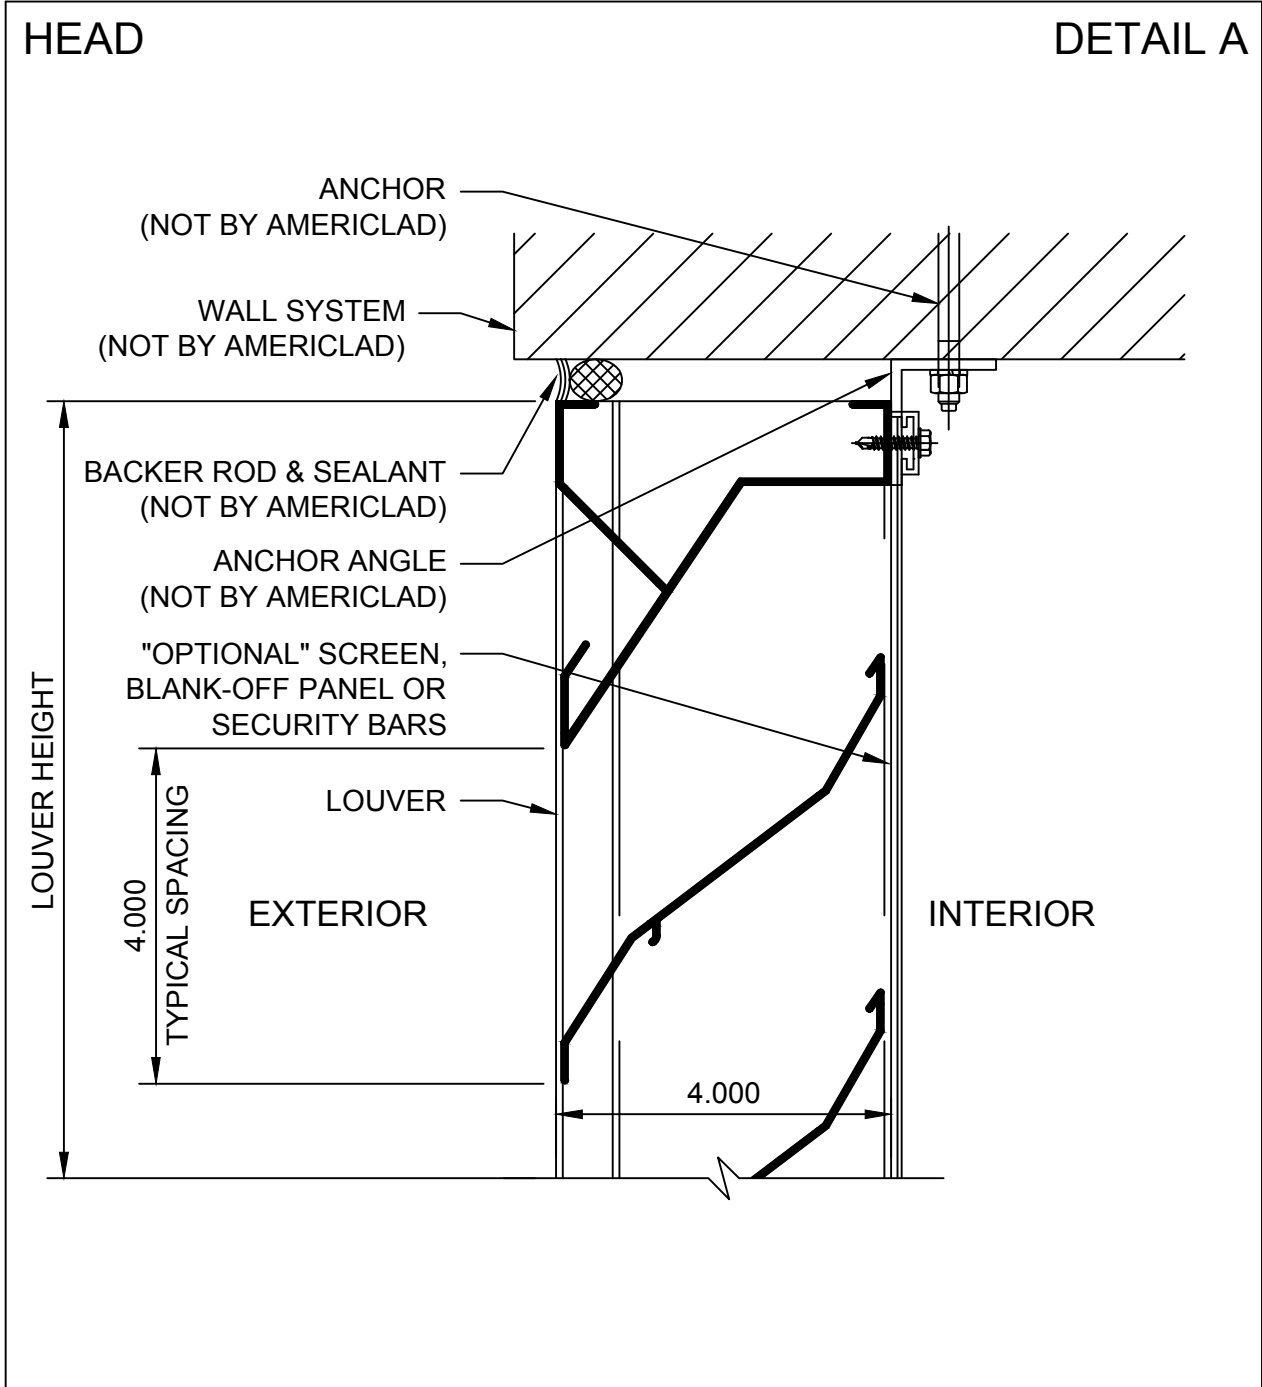 HEAD
DETAIL A
ANCHOR
(NOT BY AMERICLAD)
WALL SYSTEM
(NOT BY AMERICLAD)
BACKER ROD & SEALANT
(NOT BY AMERICLAD)
ANCHOR ANGLE
(NOT BY AMERICLAD)
"OPTIONAL" SCREEN,
BLANK-OFF PANEL OR
SECURITY BARS
LOUVER
LOUVER HEIGHT
4.000
TYPICAL SPACING
EXTERIOR
INTERIOR
4.000